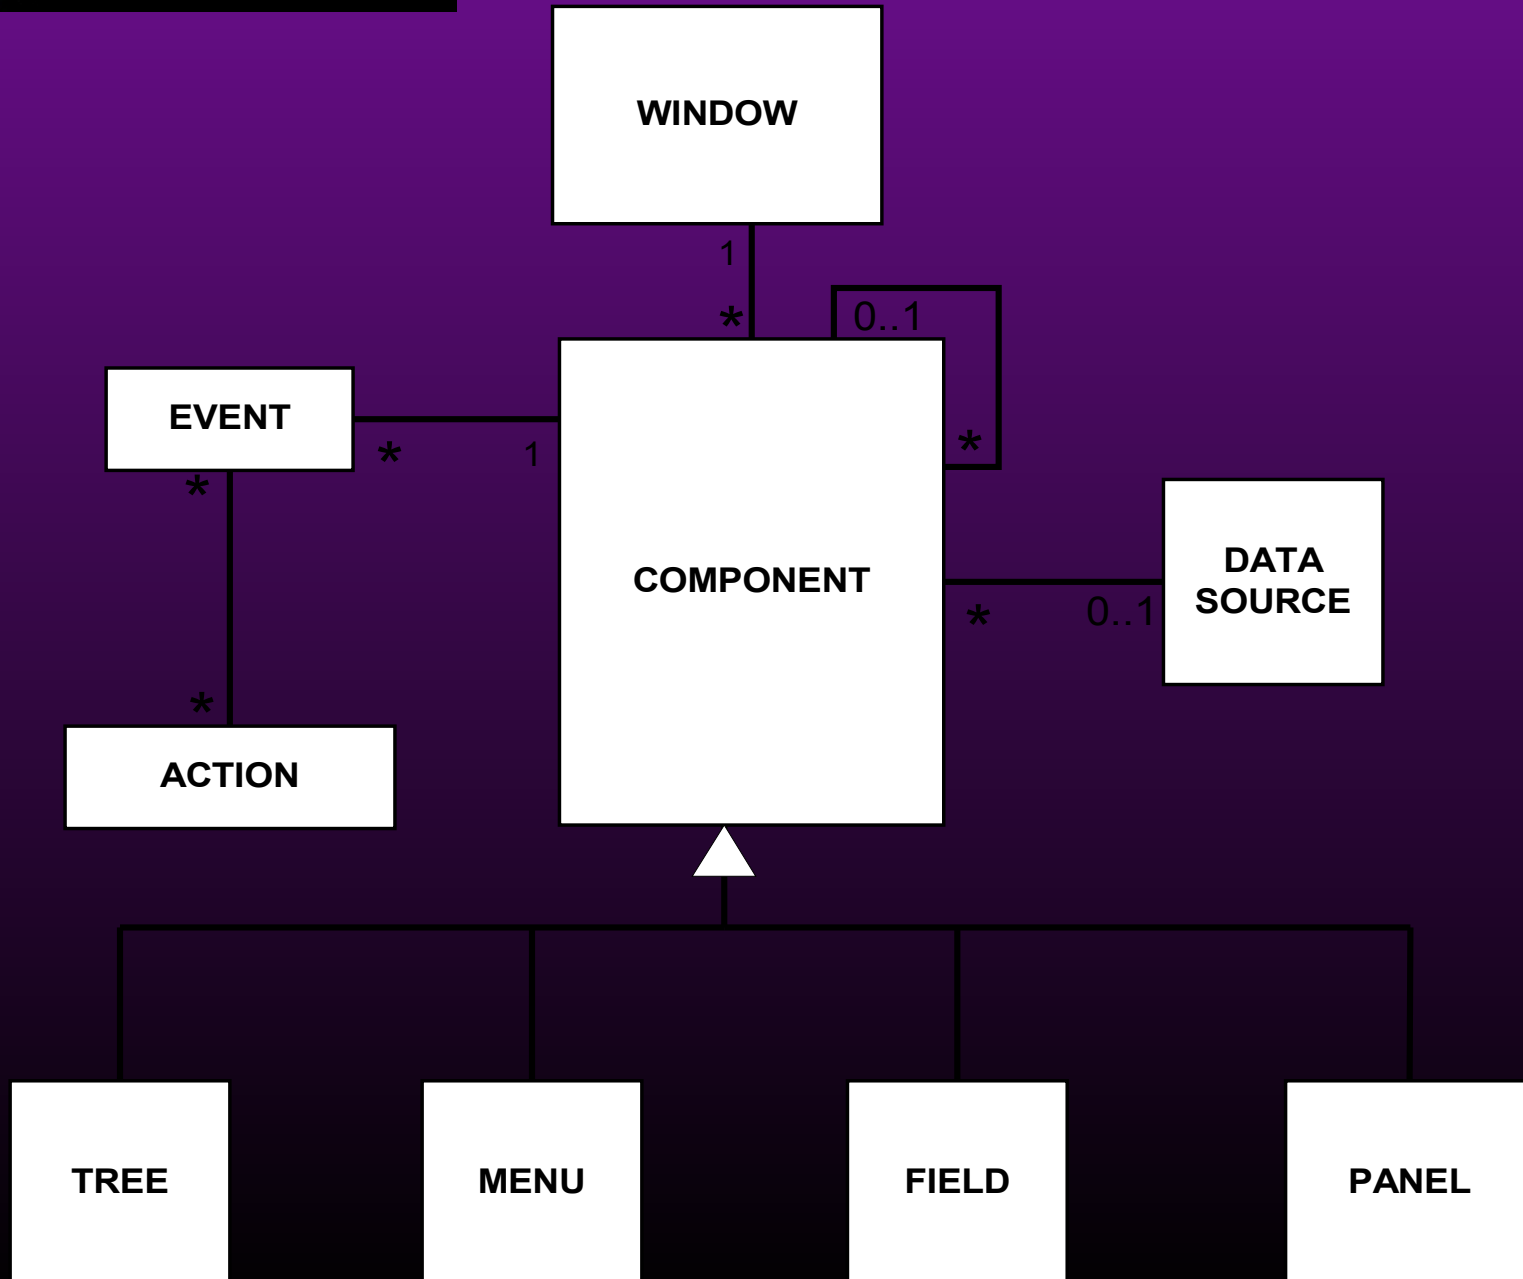 WINDOW
1
*
0..1
EVENT
*
1
*
*
COMPONENT
DATA
SOURCE
*
0..1
*
ACTION
TREE
MENU
FIELD
PANEL